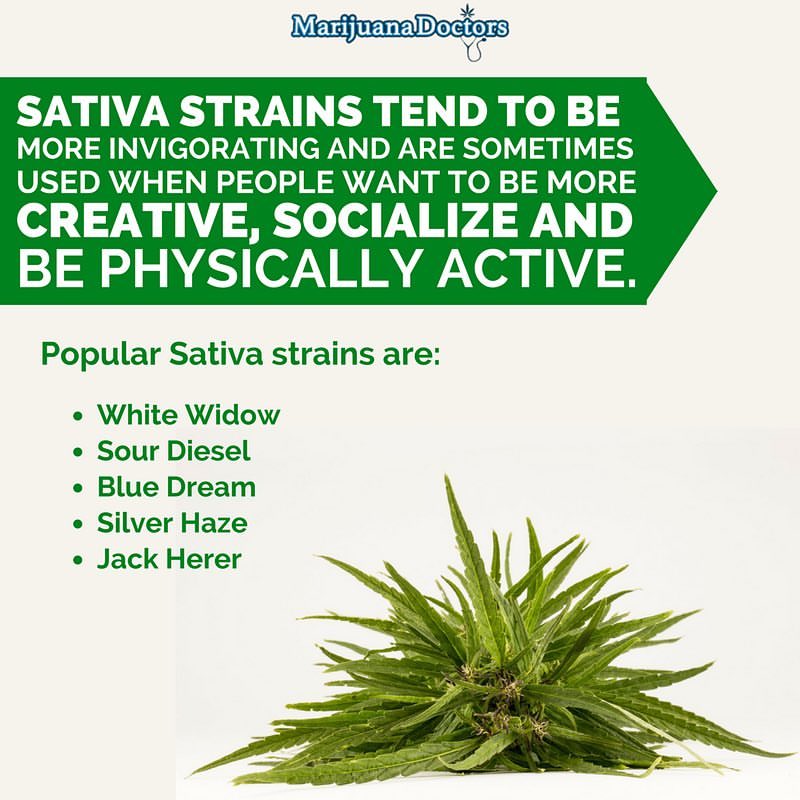 MarijuanaDoctors
SATIVA STRAINS TEND TO BE
MORE INVIGORATING AND ARE SOMETIMES
USED WHEN PEOPLE WANT TO BE MORE
CREATIVE, SOCIALIZE AND
BE PHYSICALLY ACTIVE.
Popular Sativa strains are:
• White Widow
• Sour Diesel
• Blue Dream
• Silver Haze
• Jack Herer